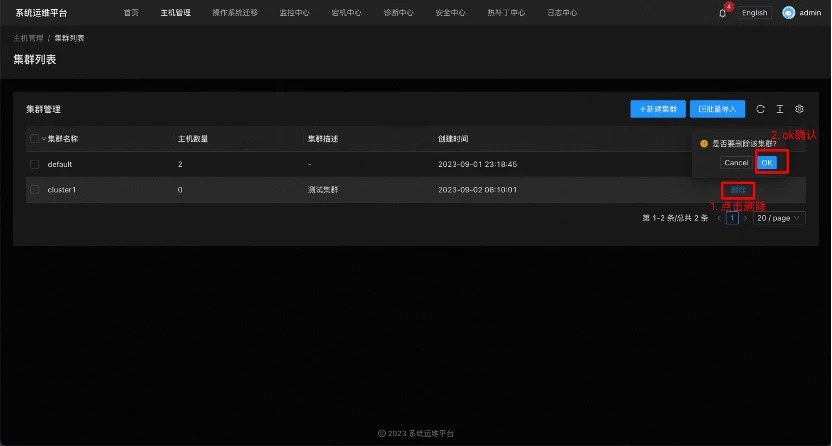 系统运维平台 首页 主机管理 操作系统迁移 监控中心 宕机中心 诊断中心 安全中心 热补丁中心 日志中心 4 English admin
主机管理 / 集群列表
集群列表
集群管理 +新建集群 批量导入
集群名称 主机数量 集群描述 创建时间
2. ok确认
是否要删除该集群?
Cancel OK
default 2 - 2023-09-01 23:18:45
cluster1 0 测试集群 2023-09-02 06:10:01 删除
1. 点击删除
第 1-2 条/总共 2 条 < 1 > 20 / page
© 2023 系统运维平台